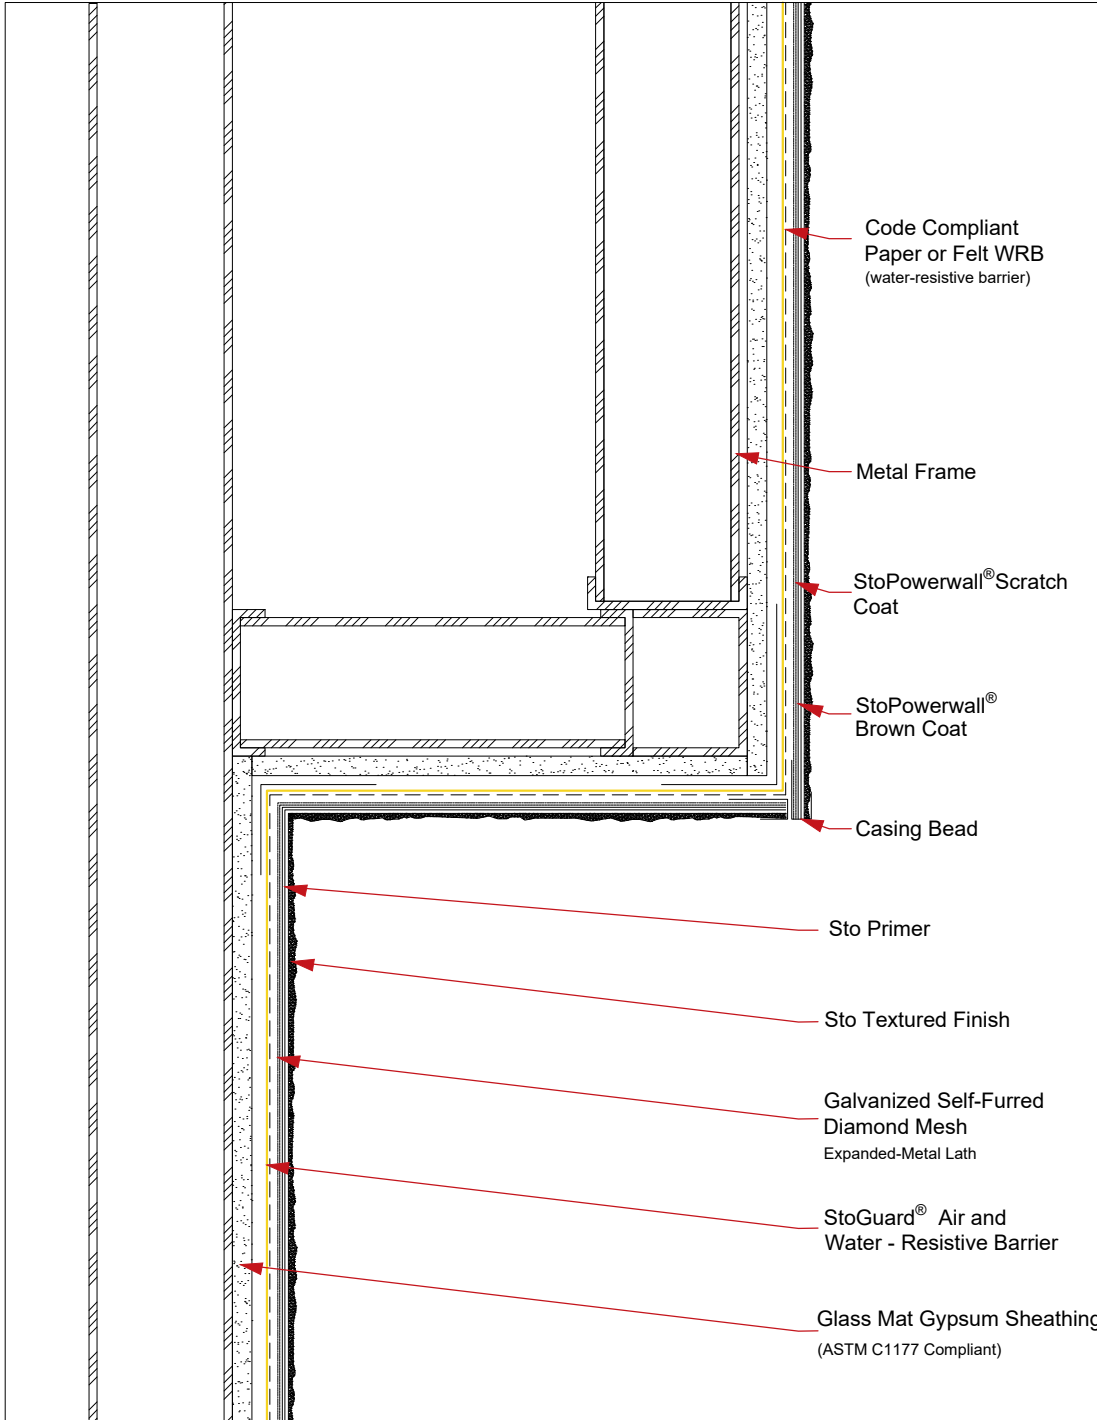 Code Compliant
Paper or Felt WRB
(water-resistive barrier)
Metal Frame
StoPowerwall® Scratch
Coat
StoPowerwall®
Brown Coat
Casing Bead
Sto Primer
Sto Textured Finish
Galvanized Self-Furred
Diamond Mesh
Expanded-Metal Lath
StoGuard® Air and
Water - Resistive Barrier
Glass Mat Gypsum Sheathing
(ASTM C1177 Compliant)